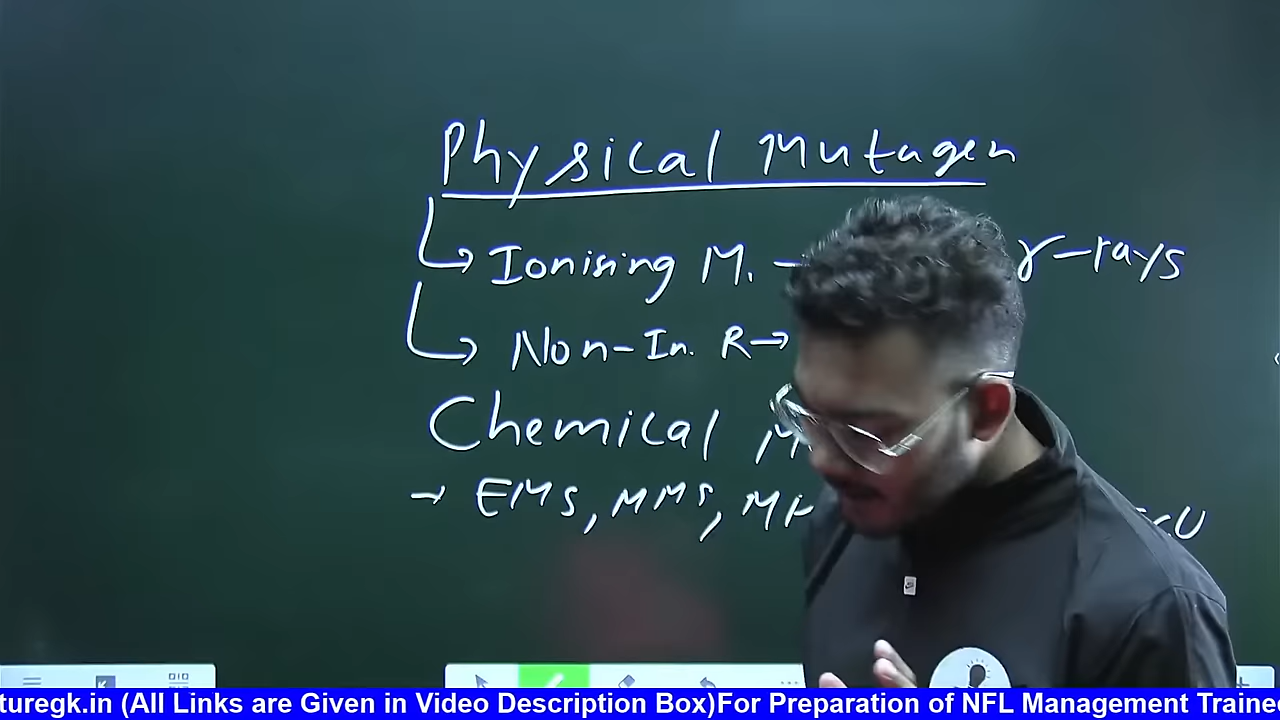 Physical Mutagen
Ionising M. - γ-rays
Non-In. R→
Chemical
→ EMS, MMS,
turegk.in (All Links are Given in Video Description Box)For Preparation of NFL Management Traine